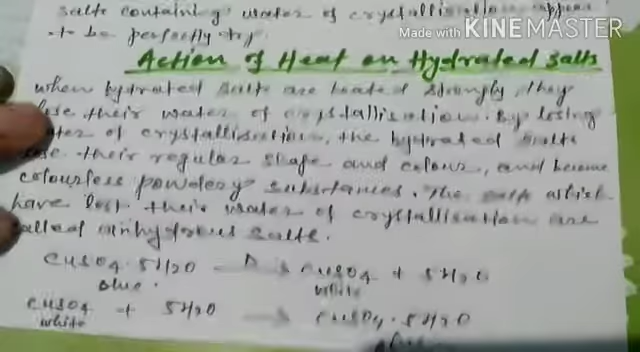 salts containing water of crystallisation appear
to be perfectly dry.
Made with KINEMASTER
Action of Heat on Hydrated salts
when hydrated salts are heated strongly, they
lose their water of crystallisation. By losing
water of crystallisation, the hydrated salts
lose their regular shape and colour, and become
colourless powdery substances. The salts which
have lost their water of crystallisation are
called anhydrous salts.
CuSO4 . 5H2O Δ→ CuSO4 + 5H2O
blue. white
CuSO4 + 5H2O → CuSO4 . 5H2O
white